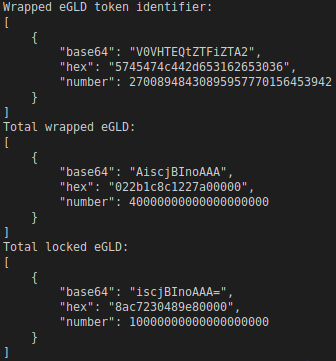 Wrapped eGLD token identifier:
[
    {
        "base64": "V0VHTEQtZTFiZTA2",
        "hex": "5745474c442d653162653036",
        "number": 27008948430895957770156453942
    }
]
Total wrapped eGLD:
[
    {
        "base64": "AiscjBInoAAA",
        "hex": "022b1c8c1227a00000",
        "number": 40000000000000000000
    }
]
Total locked eGLD:
[
    {
        "base64": "iscjBInoAAA=",
        "hex": "8ac7230489e80000",
        "number": 10000000000000000000
    }
]